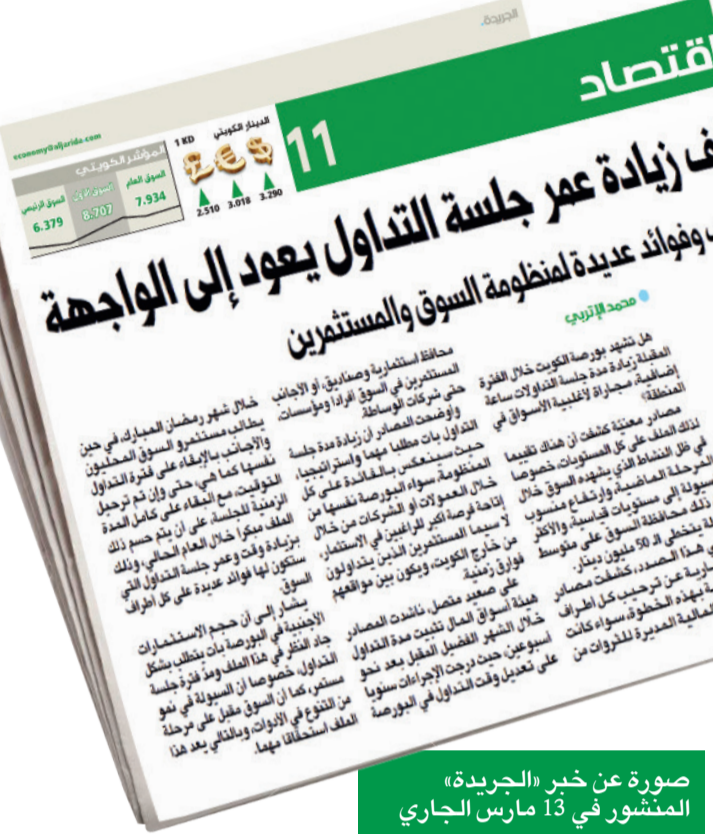 الجريدة.
قتصاد
11
economy@aljarida.com
الدينار الكويتي
1 KD
3.290
3.018
2.510
المؤشر الكويتي
السوق العام
7.934
السوق الأول
8.707
السوق الرئيسي
6.379
ف زيادة عمر جلسة التداول يعود إلى الواجهة
وفوائد عديدة لمنظومة السوق والمستثمرين
محمد الإتربي
هل تشهد بورصة الكويت خلال الفترة
المقبلة زيادة مدة جلسة التداولات ساعة
إضافية، مجاراة لأغلبية الأسواق في
المنطقة؟
مصادر معنيّة كشفت أن هناك تقييما
لذلك الملف على كل المستويات، خصوصا
في ظل النشاط الذي يشهده السوق خلال
المرحلة الماضية، وارتفاع منسوب
سيولة إلى مستويات قياسية، والأكثر
ذلك محافظة السوق على متوسط
لة يتخطى الـ 50 مليون دينار.
ي هذا الصدد، كشفت مصادر
ارية عن ترحيب كل أطراف
ة بهذه الخطوة، سواء كانت
المالية المديرة للثروات من
محافظ استثمارية وصناديق، أو الأجانب
المستثمرين في السوق أفرادا ومؤسسات،
حتى شركات الوساطة.
وأوضحت المصادر أن زيادة مدة جلسة
التداول بات مطلبا مهما واستراتيجيا،
حيث سينعكس بالفائدة على كل
المنظومة، سواء البورصة نفسها من
خلال العمولات أو الشركات من خلال
إتاحة فرصة أكبر للراغبين في الاستثمار،
لا سيما المستثمرين الذين يتداولون
من خارج الكويت، ويكون بين مواقعهم
فوارق زمنية.
على صعيد متصل، ناشدت المصادر
هيئة أسواق المال تثبيت مدة التداول
خلال الشهر الفضيل المقبل بعد نحو
أسبوعين، حيث درجت الإجراءات سنويا
على تعديل وقت التداول في البورصة
خلال شهر رمضان المبارك، في حين
يطالب مستثمرو السوق المحليون
والأجانب بالإبقاء على فترة التداول
نفسها كما هي، حتى وإن تم ترحيل
التوقيت، مع البقاء على كامل المدة
الزمنية للجلسة، على أن يتم حسم ذلك
الملف مبكرا خلال العام الحالي، وذلك
بزيادة وقت وعمر جلسة التداول التي
ستكون لها فوائد عديدة على كل أطراف
السوق.
يشار إلى أن حجم الاستثمارات
الأجنبية في البورصة بات يتطلب بشكل
جاد النظر في هذا الملف ومدّ فترة جلسة
التداول، خصوصا أن السيولة في نمو
مستمر، كما أن السوق مقبل على مرحلة
من التنوع في الأدوات، وبالتالي يعد هذا
الملف استحقاقا مهما.
صورة عن خبر «الجريدة»
المنشور في 13 مارس الجاري